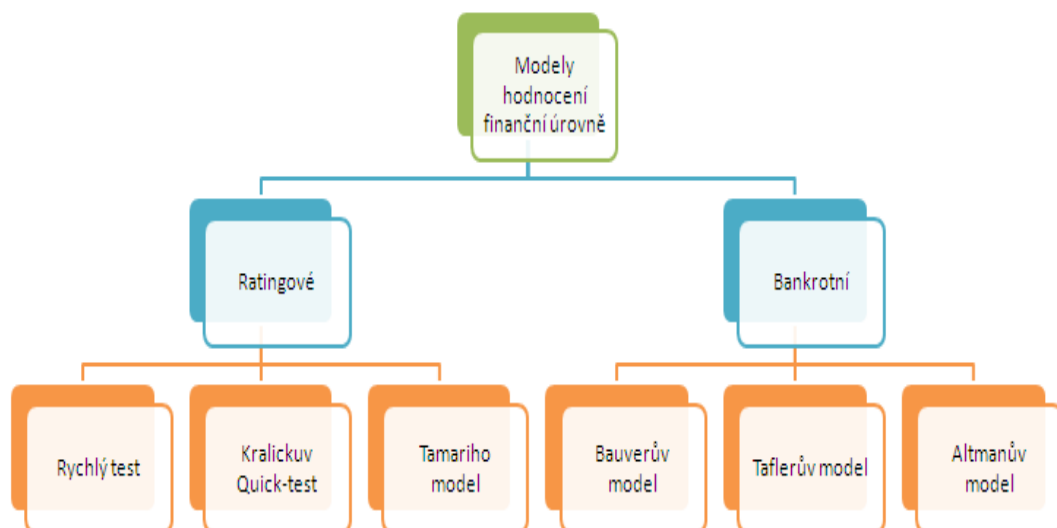 Modely
hodnocení
finanční úrovně
Ratingové
Bankrotní
Rychlý test
Kralickuv
Quick-test
Tamariho
model
Bauverův
model
Taflerův model
Altmanův
model